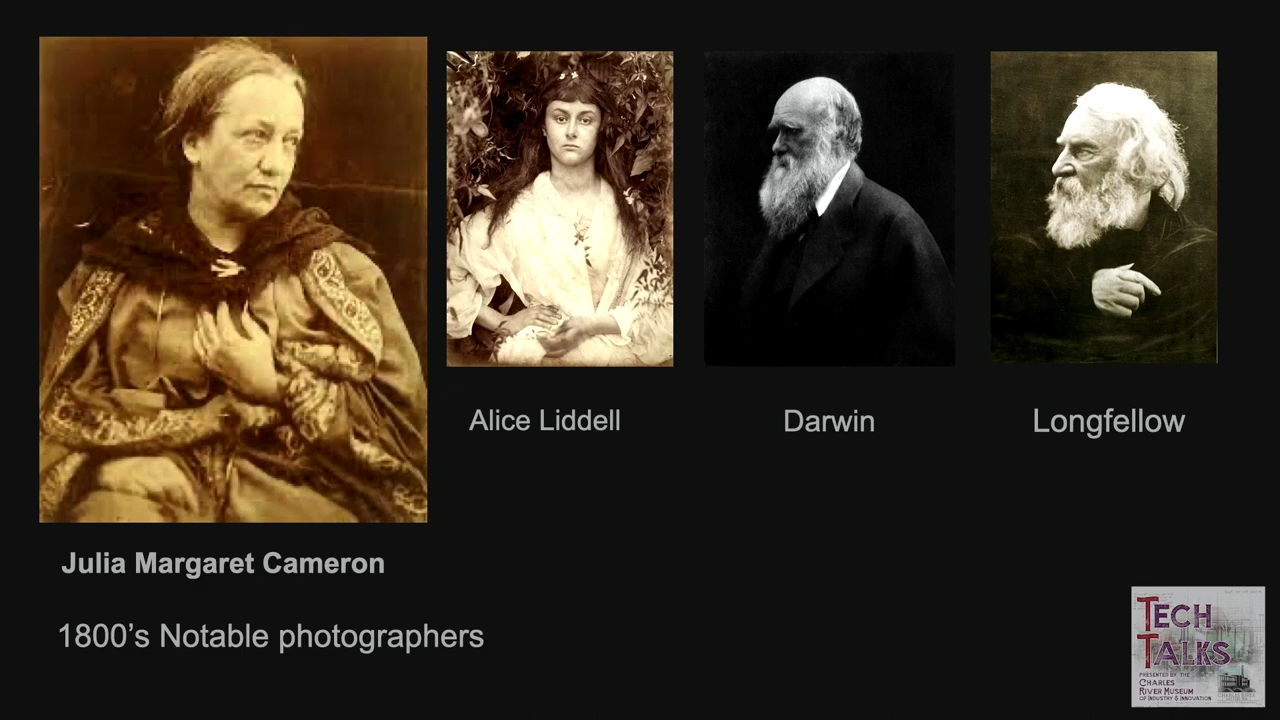 Alice Liddell
Darwin
Longfellow
Julia Margaret Cameron
1800’s Notable photographers
TECH
TALKS
PRESENTED BY THE
CHARLES
RIVER MUSEUM
OF INDUSTRY & INNOVATION